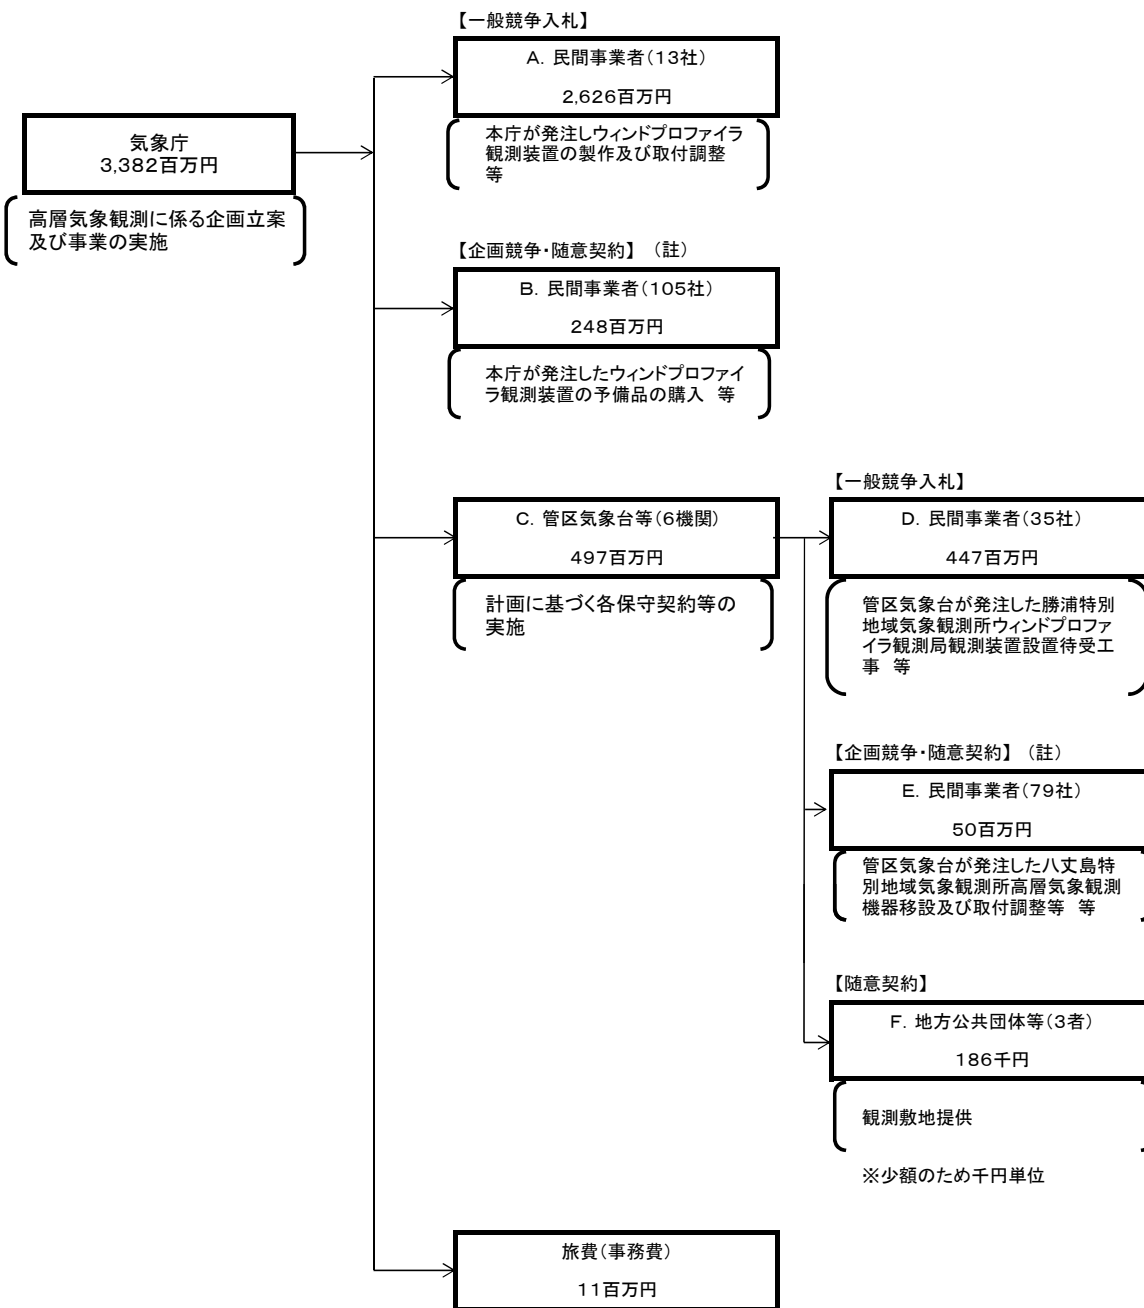 気象庁
3,382百万円
高層気象観測に係る企画立案
及び事業の実施
【一般競争入札】
A. 民間事業者(13社)
2,626百万円
本庁が発注しウィンドプロファイラ
観測装置の製作及び取付調整
等
【企画競争・随意契約】 (註)
B. 民間事業者(105社)
248百万円
本庁が発注したウィンドプロファイ
ラ観測装置の予備品の購入 等
C. 管区気象台等(6機関)
497百万円
計画に基づく各保守契約等の
実施
【一般競争入札】
D. 民間事業者(35社)
447百万円
管区気象台が発注した勝浦特別
地域気象観測所ウィンドプロファ
イラ観測局観測装置設置待受工
事 等
【企画競争・随意契約】 (註)
E. 民間事業者(79社)
50百万円
管区気象台が発注した八丈島特
別地域気象観測所高層気象観測
機器移設及び取付調整等 等
【随意契約】
F. 地方公共団体等(3者)
186千円
観測敷地提供
※少額のため千円単位
旅費(事務費)
11百万円